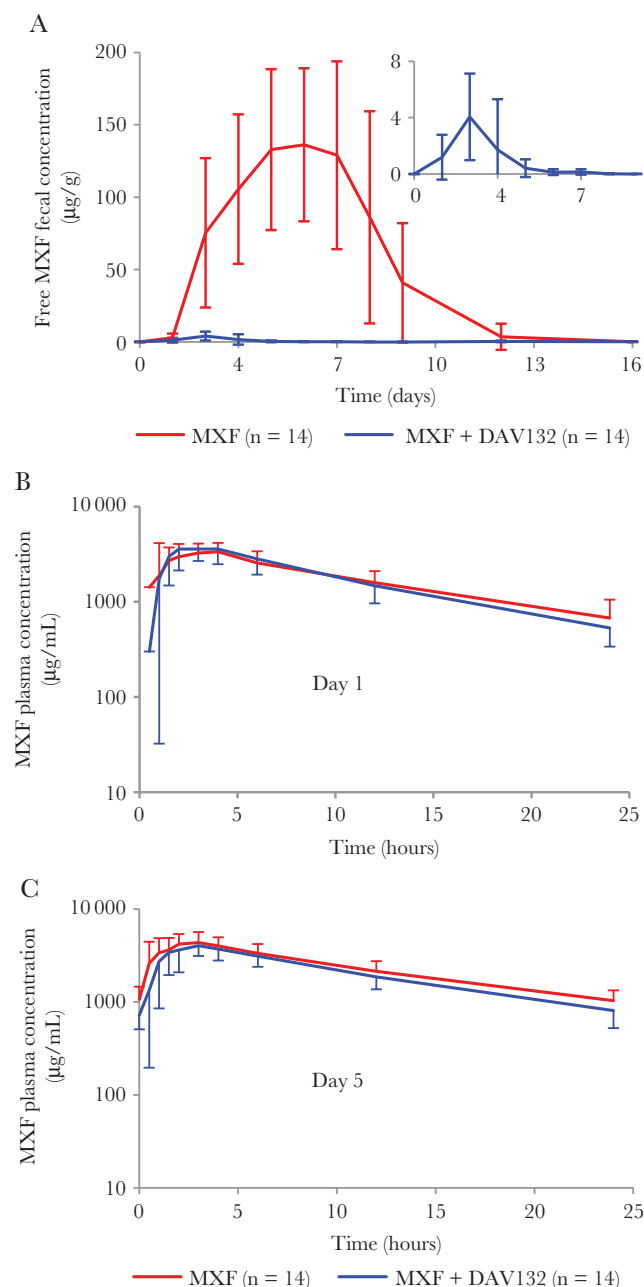 A
Free MXF fecal concentration
(µg/g)
200
150
100
50
0
0 4 7 10 13 16
Time (days)
8
4
0
0 4 7
MXF (n = 14) MXF + DAV132 (n = 14)
B
MXF plasma concentration
(µg/mL)
10 000
1000
100
10
Day 1
0 5 10 15 20 25
Time (hours)
C
MXF plasma concentration
(µg/mL)
10 000
1000
100
10
Day 5
0 5 10 15 20 25
Time (hours)
MXF (n = 14) MXF + DAV132 (n = 14)